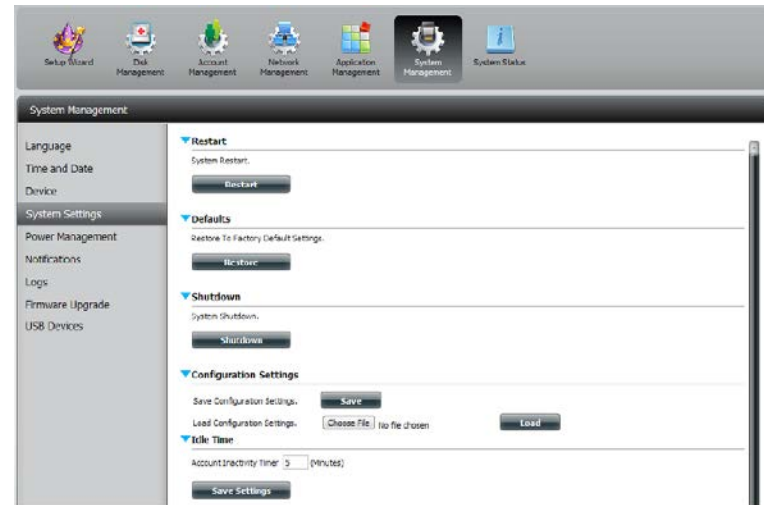 Setup Wizard
Disk Management
Account Management
Network Management
Application Management
System Management
System Status
System Management
Language
Time and Date
Device
System Settings
Power Management
Notifications
Logs
Firmware Upgrade
USB Devices
Restart
System Restart.
Restart
Defaults
Restore To Factory Default Settings.
Restore
Shutdown
System Shutdown.
Shutdown
Configuration Settings
Save Configuration Settings. Save
Load Configuration Settings. Choose File No file chosen Load
Idle Time
Account Inactivity Timer 5 (Minutes)
Save Settings